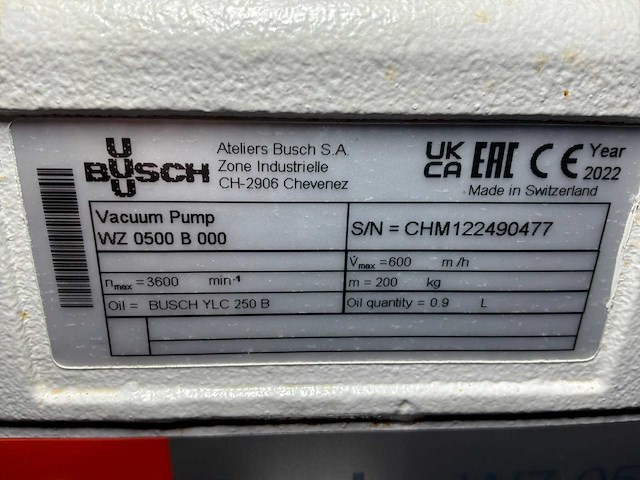 BUSCH
Ateliers Busch S.A.
Zone Industrielle
CH-2906 Chevenez
UK CA EAC CE
Year 2022
Made in Switzerland
Vacuum Pump
WZ 0500 B 000
S/N = CHM122490477
V̇max =600 m /h
nmax =3600 min-1
m = 200 kg
Oil = BUSCH YLC 250 B
Oil quantity = 0.9 L